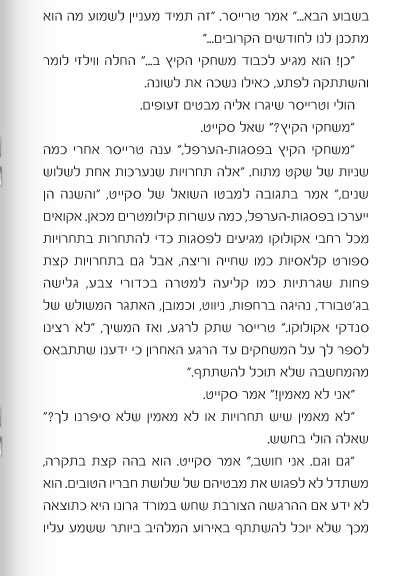 בשבוע הבא..." אמר טרייסר. "זה תמיד מעניין לשמוע מה הוא
מתכנן לנו לחודשים הקרובים..."
"כן! הוא מגיע לכבוד משחקי הקיץ ב..." החלה ווילזי לומר
והשתתקה לפתע, כאילו נשכה את לשונה.
הולי וטרייסר שיגרו אליה מבטים זעופים.
"משחקי הקיץ?" שאל סקייט.
"משחקי הקיץ בפסגות-הערפל," ענה טרייסר אחרי כמה
שניות של שקט מתוח. "אלה תחרויות שנערכות אחת לשלוש
שנים," אמר בתגובה למבטו השואל של סקייט, "והשנה הן
ייערכו בפסגות-הערפל, כמה עשרות קילומטרים מכאן. אקואים
מכל רחבי אקולוקו מגיעים לפסגות כדי להתחרות בתחרויות
ספורט קלאסיות כמו שחייה וריצה, אבל גם בתחרויות קצת
פחות שגרתיות כמו קליעה למטרה בכדורי צבע, גלישה
בג'טבורד, נהיגה ברחפות, ניווט, וכמובן, האתגר המשולש של
סנדקי אקולוקו." טרייסר שתק לרגע, ואז המשיך, "לא רצינו
לספר לך על המשחקים עד הרגע האחרון כי ידענו שתתבאס
מהמחשבה שלא תוכל להשתתף."
"אני לא מאמין!" אמר סקייט.
"לא מאמין שיש תחרויות או לא מאמין שלא סיפרנו לך?"
שאלה הולי בחשש.
"גם וגם. אני חושב," אמר סקייט. הוא בהה קצת בתקרה,
משתדל לא לפגוש את מבטיהם של שלושת חבריו הטובים. הוא
לא ידע אם ההרגשה הצורבת שחש במורד גרונו היא כתוצאה
מכך שלא יוכל להשתתף באירוע המלהיב ביותר ששמע עליו